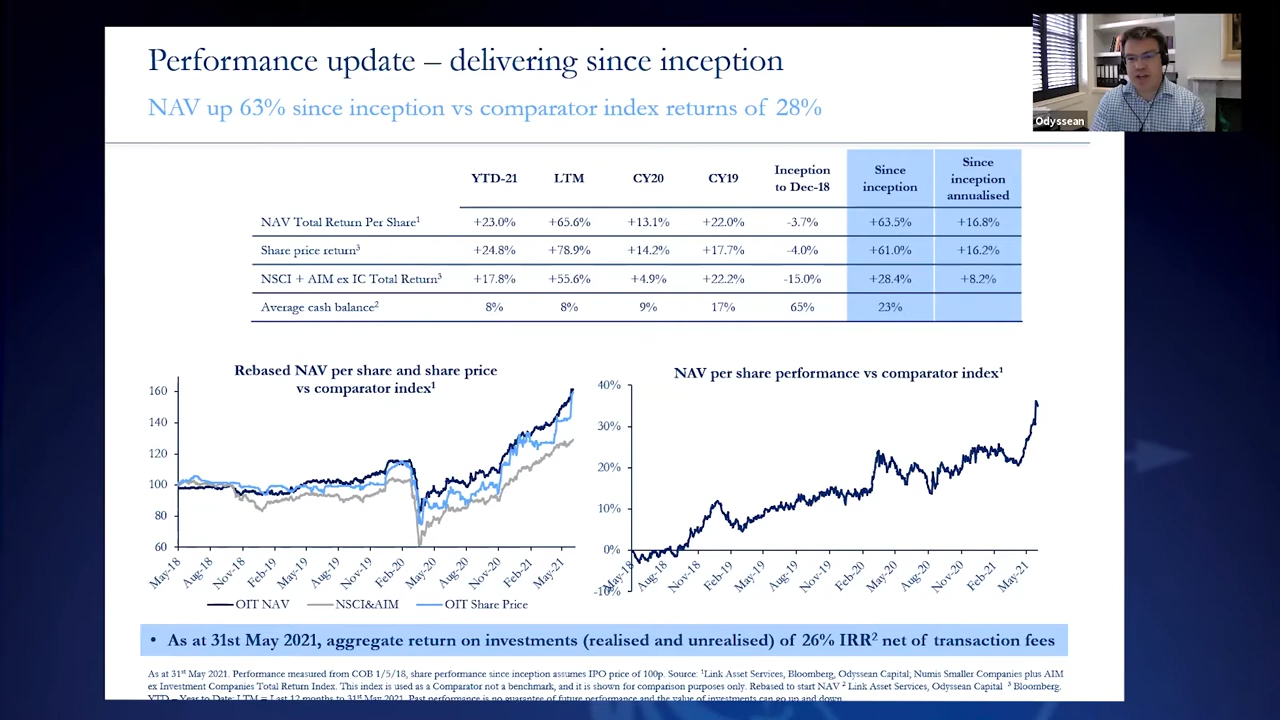 Performance update – delivering since inception
NAV up 63% since inception vs comparator index returns of 28%
Odyssean
YTD-21 LTM CY20 CY19 Inception to Dec-18 Since inception Since inception annualised
NAV Total Return Per Share¹ +23.0% +65.6% +13.1% +22.0% -3.7% +63.5% +16.8%
Share price return³ +24.8% +78.9% +14.2% +17.7% -4.0% +61.0% +16.2%
NSCI + AIM ex IC Total Return³ +17.8% +55.6% +4.9% +22.2% -15.0% +28.4% +8.2%
Average cash balance² 8% 8% 9% 17% 65% 23%
Rebased NAV per share and share price
vs comparator index¹
160
140
120
100
80
60
May-18 Aug-18 Nov-18 Feb-19 May-19 Aug-19 Nov-19 Feb-20 May-20 Aug-20 Nov-20 Feb-21 May-21
OIT NAV NSCI&AIM OIT Share Price
NAV per share performance vs comparator index¹
40%
30%
20%
10%
0%
-10%
May-18 Aug-18 Nov-18 Feb-19 May-19 Aug-19 Nov-19 Feb-20 May-20 Aug-20 Nov-20 Feb-21 May-21
• As at 31st May 2021, aggregate return on investments (realised and unrealised) of 26% IRR² net of transaction fees
As at 31st May 2021. Performance measured from COB 1/5/18, share performance since inception assumes IPO price of 100p. Source: ¹Link Asset Services, Bloomberg, Odyssean Capital; Numis Smaller Companies plus AIM
ex Investment Companies Total Return Index. This index is used as a Comparator not a benchmark, and it is shown for comparison purposes only. Rebased to start NAV ² Link Asset Services, Odyssean Capital ³ Bloomberg.
YTD = Year to Date; LTM = Last 12 months to 31st May 2021. Past performance is no guarantee of future performance and the value of investments can go up and down